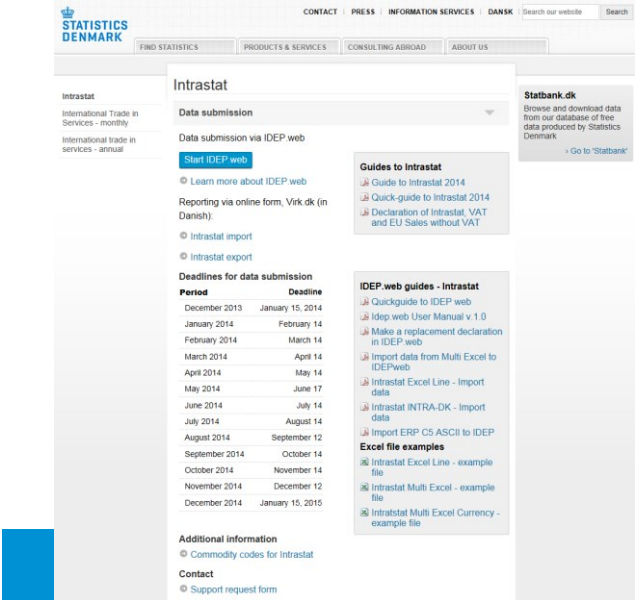 STATISTICS
DENMARK
CONTACT PRESS INFORMATION SERVICES DANSK Search our website Search
FIND STATISTICS PRODUCTS & SERVICES CONSULTING ABROAD ABOUT US
Intrastat
International Trade in
Services - monthly
International trade in
services - annual
Intrastat
Data submission
Data submission via IDEP.web
Start IDEP.web
Learn more about IDEP.web
Reporting via online form, Virk.dk (in
Danish):
Intrastat import
Intrastat export
Deadlines for data submission
Period Deadline
December 2013 January 15, 2014
January 2014 February 14
February 2014 March 14
March 2014 April 14
April 2014 May 14
May 2014 June 17
June 2014 July 14
July 2014 August 14
August 2014 September 12
September 2014 October 14
October 2014 November 14
November 2014 December 12
December 2014 January 15, 2015
Additional information
Commodity codes for Intrastat
Contact
Support request form
Guides to Intrastat
Guide to Intrastat 2014
Quick-guide to Intrastat 2014
Declaration of Intrastat, VAT
and EU Sales without VAT
IDEP.web guides - Intrastat
Quickguide to IDEP web
Idep.web User Manual v.1.0
Make a replacement declaration
in IDEP.web
Import data from Multi Excel to
IDEPweb
Intrastat Excel Line - Import
data
Intrastat INTRA-DK - Import
data
Import ERP C5 ASCII to IDEP
Excel file examples
Intrastat Excel Line - example
file
Intrastat Multi Excel - example
file
Intratstat Multi Excel Currency -
example file
Statbank.dk
Browse and download data
from our database of free
data produced by Statistics
Denmark
› Go to 'Statbank'